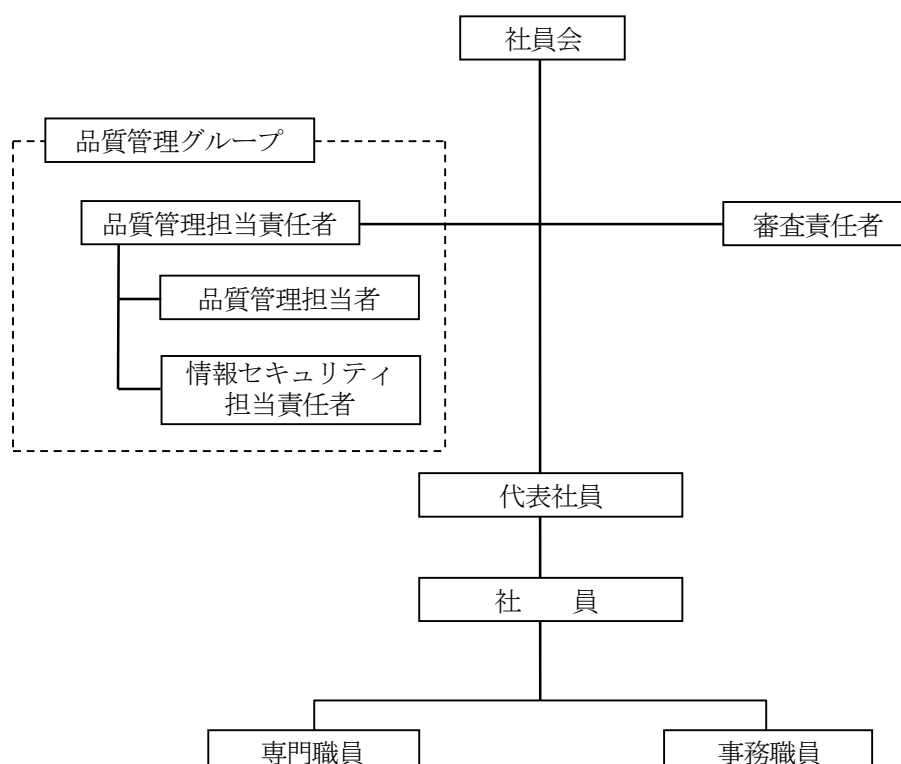 社員会
品質管理グループ
品質管理担当責任者
審査責任者
品質管理担当者
情報セキュリティ
担当責任者
代表社員
社　　員
専門職員
事務職員